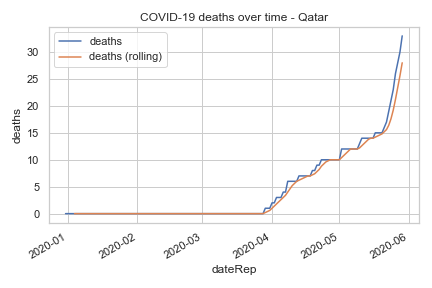 COVID-19 deaths over time - Qatar
deaths
deaths (rolling)
deaths
30
25
20
15
10
5
0
2020-01
2020-02
2020-03
2020-04
2020-05
2020-06
dateRep